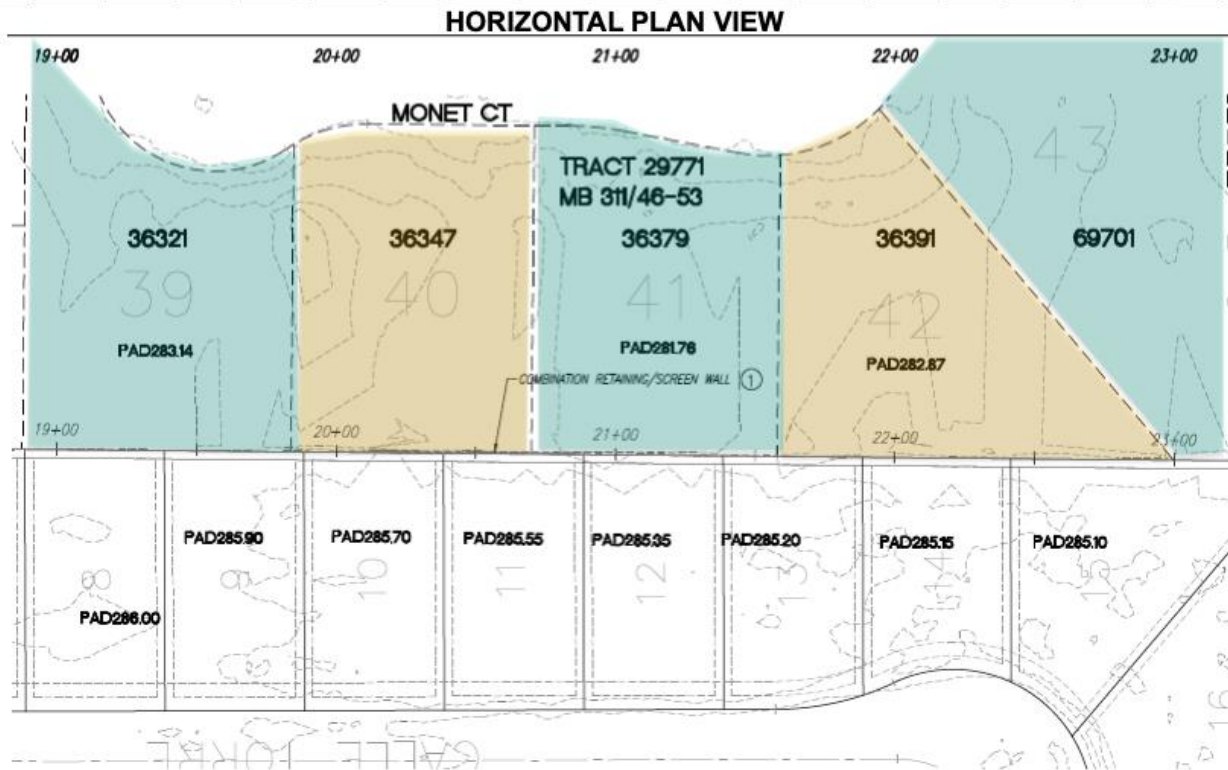 HORIZONTAL PLAN VIEW
19+00 20+00 21+00 22+00 23+00
MONET CT
TRACT 29771
MB 311/46-53
43
36321 36347 36379 36391 69701
39 40 41 42
PAD283.14 PAD281.76 PAD282.87
COMBINATION RETAINING/SCREEN WALL 1
19+00 20+00 21+00 22+00 23+00
PAD285.90 PAD285.70 PAD285.55 PAD285.35 PAD285.20 PAD285.15 PAD285.10
8 9 10 11 12 13 14 15
PAD286.00
CALLE TORRE